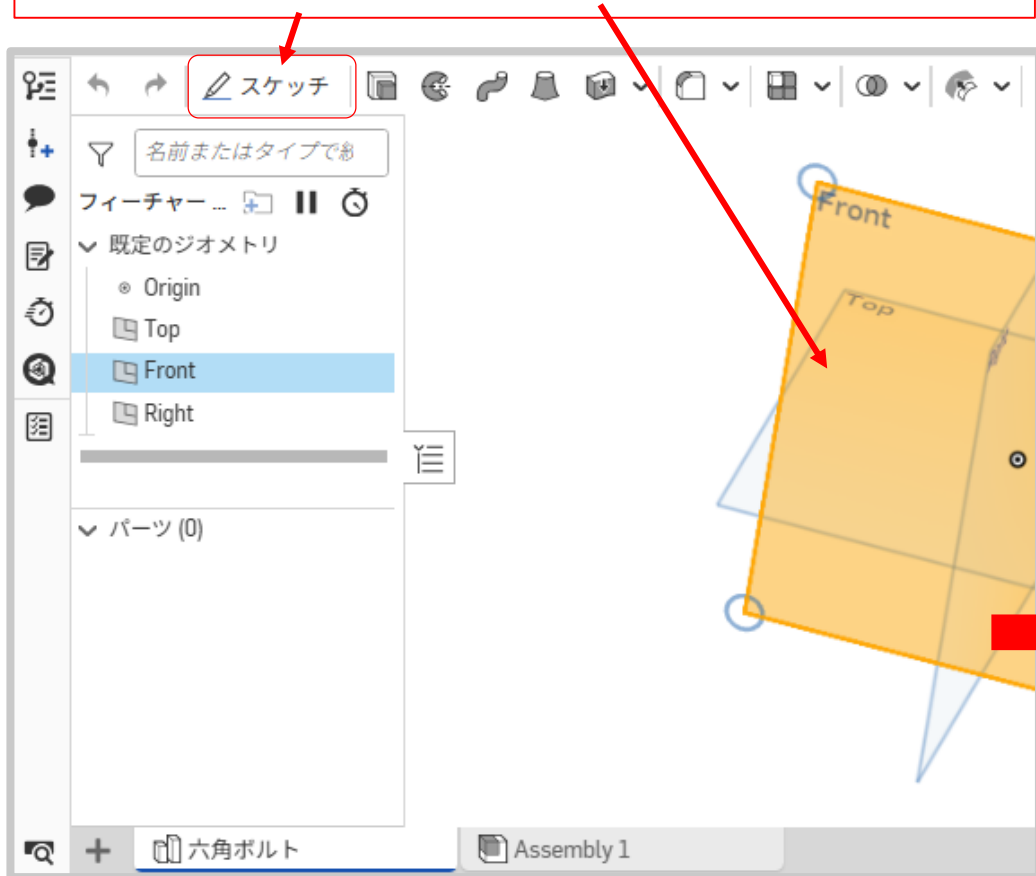 スケッチ
名前またはタイプで
フィーチャー ...
既定のジオメトリ
Origin
Top
Front
Right
パーツ (0)
Front
Top
六角ボルト
Assembly 1